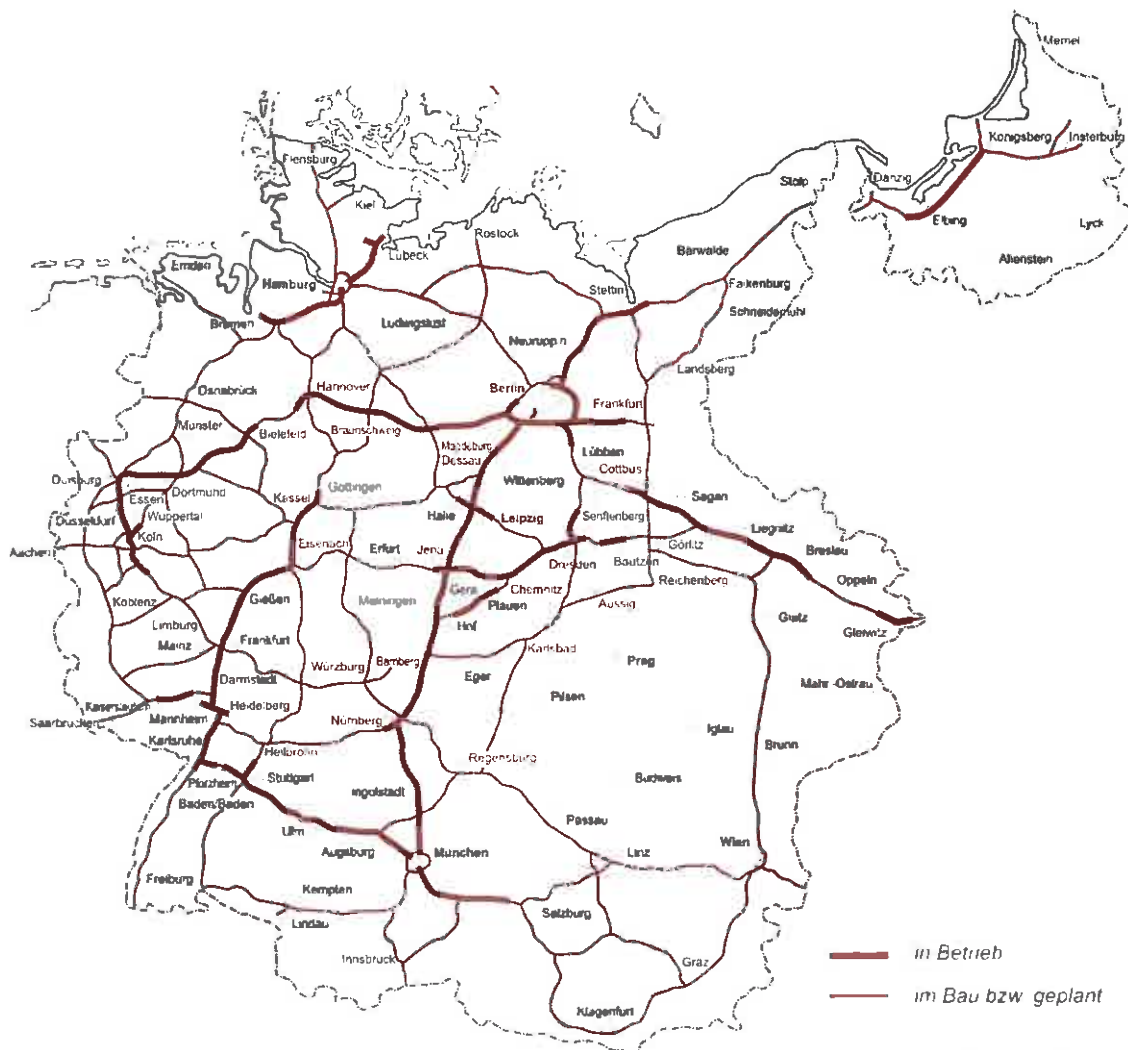 Memel
Königsberg
Insterburg
Flensburg
Danzig
Stolp
Kiel
Elbing
Lyck
Rostock
Bärwalde
Lübeck
Allenstein
Emden
Hamburg
Stettin
Falkenburg
Schneidemühl
Bremen
Ludwigslust
Neuruppin
Landsberg
Osnabrück
Hannover
Berlin
Frankfurt
Münster
Bielefeld
Braunschweig
Magdeburg
Dessau
Lübben
Cottbus
Duisburg
Essen
Dortmund
Kassel
Göttingen
Wittenberg
Sagan
Düsseldorf
Wuppertal
Halle
Leipzig
Senftenberg
Liegnitz
Köln
Aachen
Eisenach
Erfurt
Jena
Görlitz
Breslau
Dresden
Bautzen
Reichenberg
Oppeln
Koblenz
Gießen
Meiningen
Gera
Chemnitz
Plauen
Aussig
Glatz
Gleiwitz
Limburg
Hof
Mainz
Frankfurt
Würzburg
Bamberg
Karlsbad
Prag
Eger
Darmstadt
Pilsen
Mähr.-Ostrau
Kaiserslautern
Heidelberg
Saarbrücken
Mannheim
Nürnberg
Iglau
Karlsruhe
Brünn
Heilbronn
Regensburg
Pforzheim
Stuttgart
Ingolstadt
Budweis
Baden/Baden
Passau
Ulm
Augsburg
München
Linz
Wien
Freiburg
Kempten
Lindau
Salzburg
Innsbruck
Graz
Klagenfurt
in Betrieb
im Bau bzw. geplant